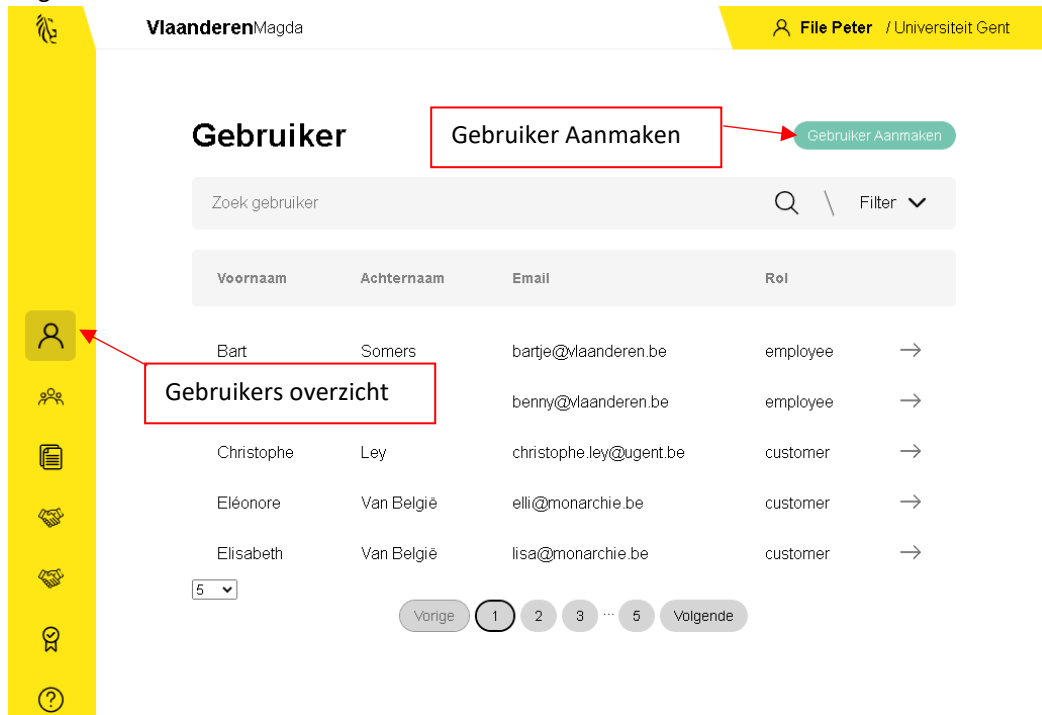 VlaanderenMagda
File Peter / Universiteit Gent
Gebruiker
Gebruiker Aanmaken
Gebruiker Aanmaken
Zoek gebruiker
Filter
Voornaam Achternaam Email Rol
Bart Somers bartje@vlaanderen.be employee
Gebruikers overzicht
benny@vlaanderen.be employee
Christophe Ley christophe.ley@ugent.be customer
Eléonore Van België elli@monarchie.be customer
Elisabeth Van België lisa@monarchie.be customer
5
Vorige 1 2 3 ... 5 Volgende